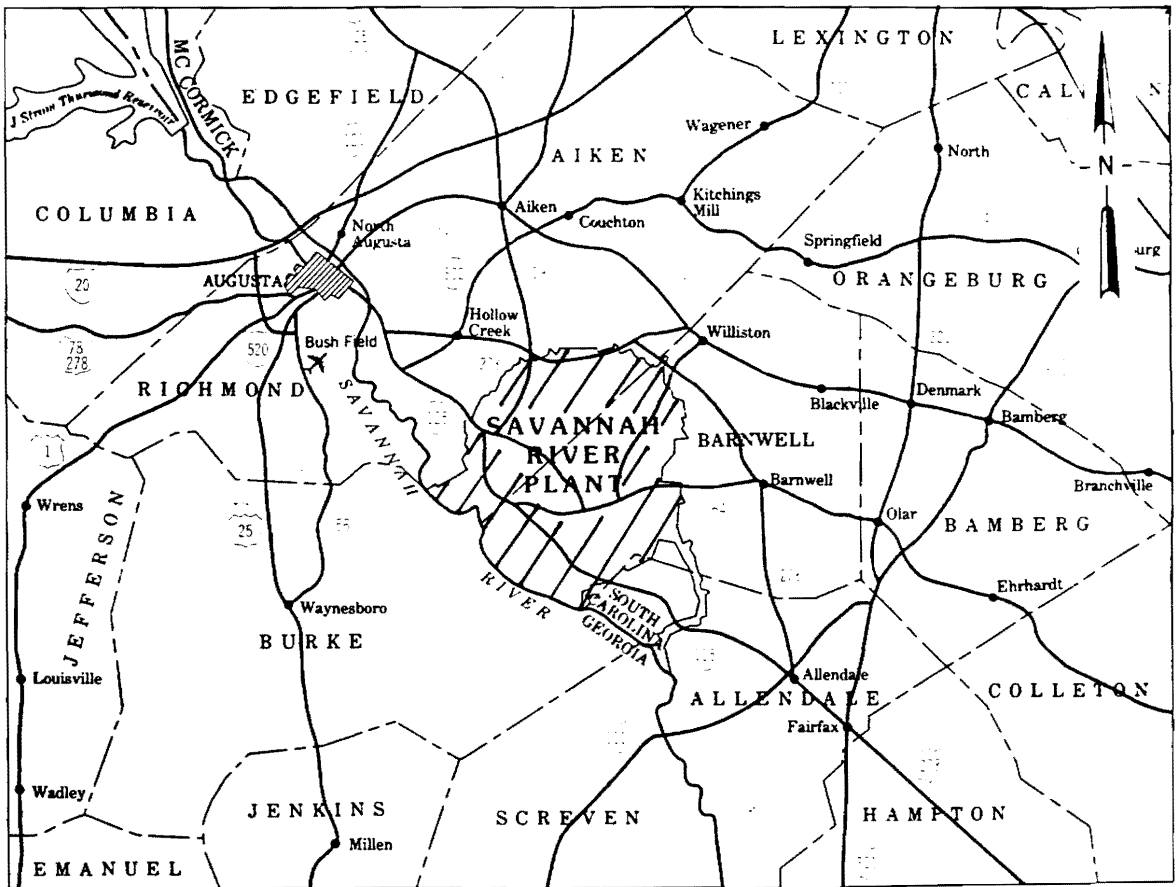 LEXINGTON
MC CORMICK
EDGEFIELD
J Strom Thurmond Reservoir
CAL
N
Wagener
AIKEN
North
N
Kitchings
Mill
Aiken
Couchton
COLUMBIA
North
Augusta
Springfield
urg
ORANGEBURG
AUGUSTA
20
Hollow
Creek
Williston
78
278
520
Bush Field
RICHMOND
SAVANNAH
Blackville
Denmark
Bamberg
SAVANNAH
RIVER
PLANT
BARNWELL
1
Barnwell
Branchville
Wrens
JEFFERSON
25
Olar
BAMBERG
RIVER
SOUTH
CAROLINA
GEORGIA
Ehrhardt
Waynesboro
BURKE
Louisville
Allendale
ALLENDALE
COLLETON
Fairfax
Wadley
JENKINS
SCREVEN
HAMPTON
Millen
EMANUEL